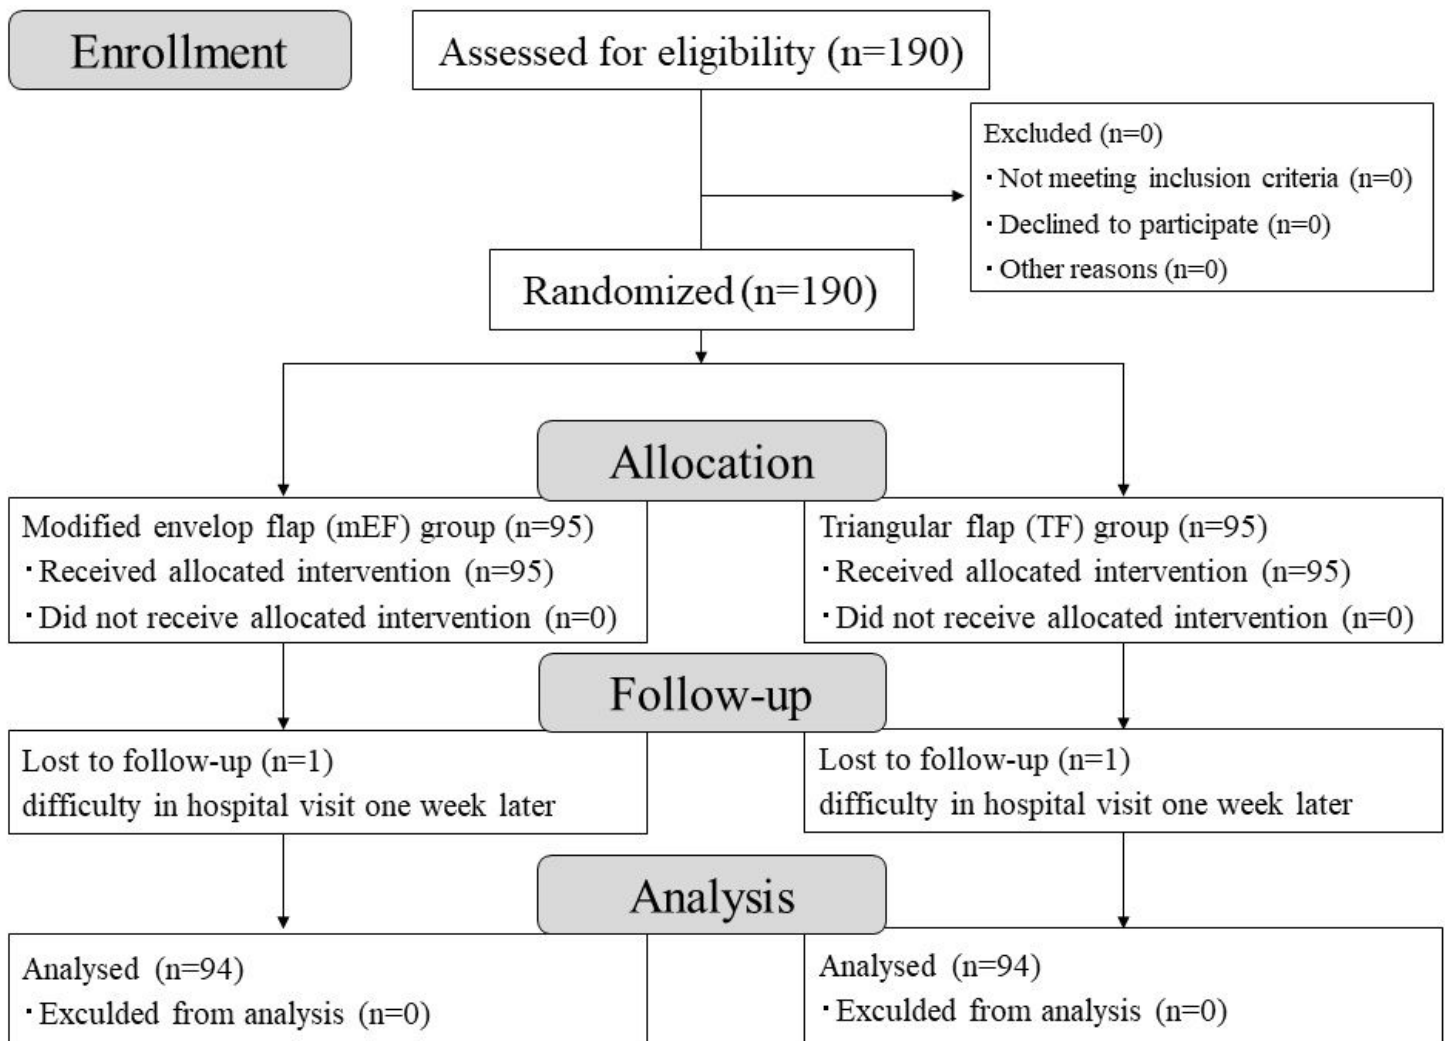 Enrollment
Assessed for eligibility (n=190)
Excluded (n=0)
・Not meeting inclusion criteria (n=0)
・Declined to participate (n=0)
・Other reasons (n=0)
Randomized (n=190)
Allocation
Modified envelop flap (mEF) group (n=95)
・Received allocated intervention (n=95)
・Did not receive allocated intervention (n=0)
Triangular flap (TF) group (n=95)
・Received allocated intervention (n=95)
・Did not receive allocated intervention (n=0)
Follow-up
Lost to follow-up (n=1)
difficulty in hospital visit one week later
Lost to follow-up (n=1)
difficulty in hospital visit one week later
Analysis
Analysed (n=94)
・Exculded from analysis (n=0)
Analysed (n=94)
・Exculded from analysis (n=0)